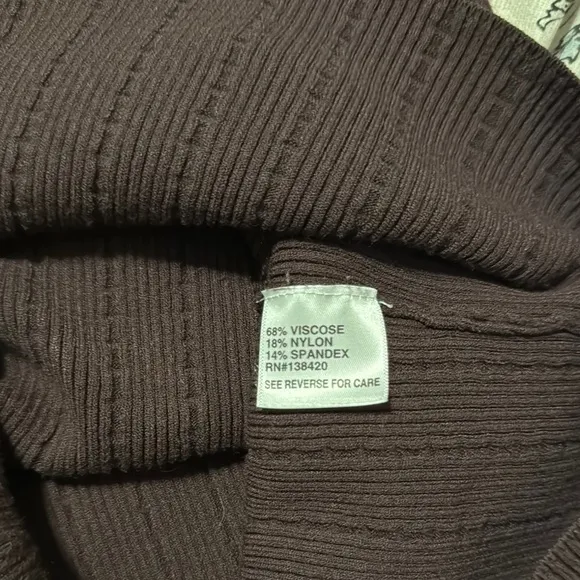 68% VISCOSE
18% NYLON
14% SPANDEX
RN#138420
SEE REVERSE FOR CARE